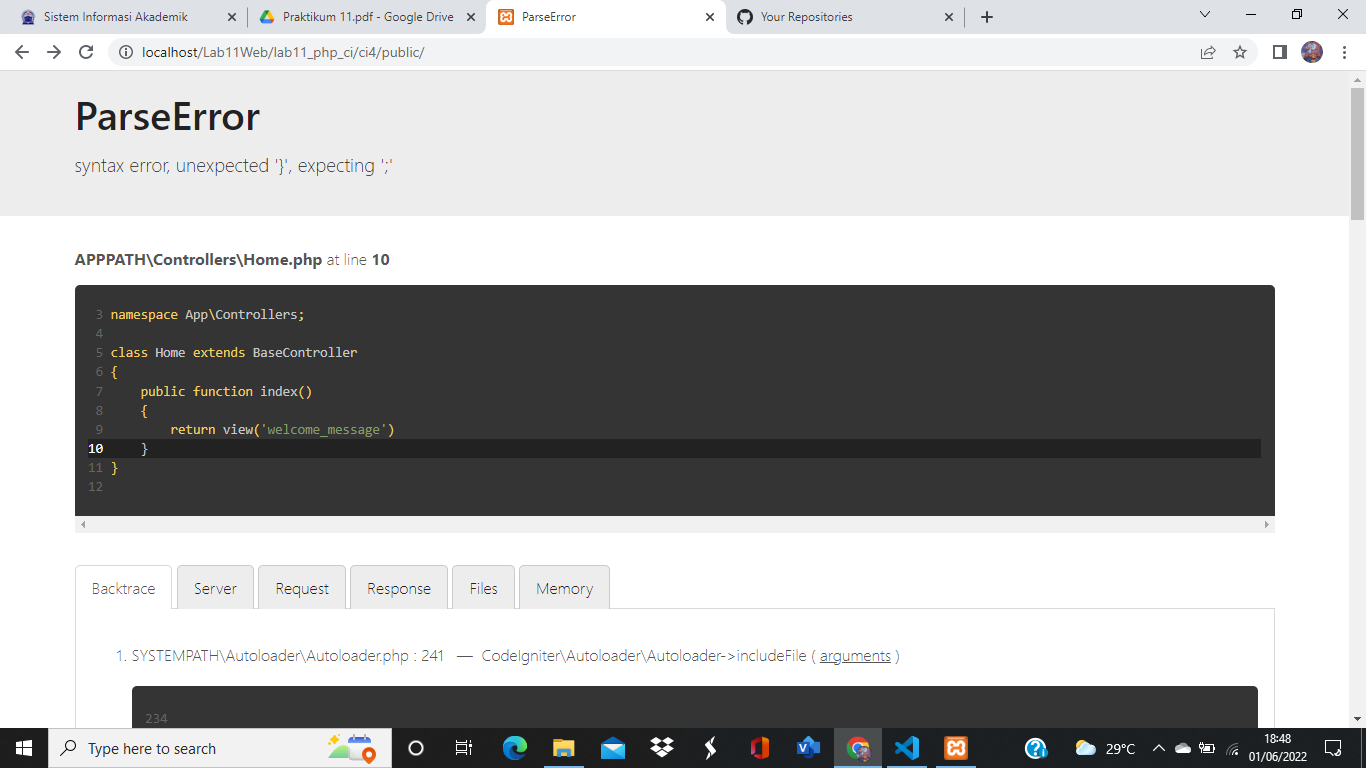 Sistem Informasi Akademik
Praktikum 11.pdf - Google Drive
ParseError
Your Repositories
localhost/Lab11Web/lab11_php_ci/ci4/public/
ParseError
syntax error, unexpected '}', expecting ';'
APPPATH\Controllers\Home.php at line 10
3 namespace App\Controllers;
4
5 class Home extends BaseController
6 {
7     public function index()
8     {
9         return view('welcome_message')
10     }
11 }
12
Backtrace
Server
Request
Response
Files
Memory
1. SYSTEMPATH\Autoloader\Autoloader.php : 241 — CodeIgniter\Autoloader\Autoloader->includeFile ( arguments )
234
Type here to search
29°C
18:48
01/06/2022